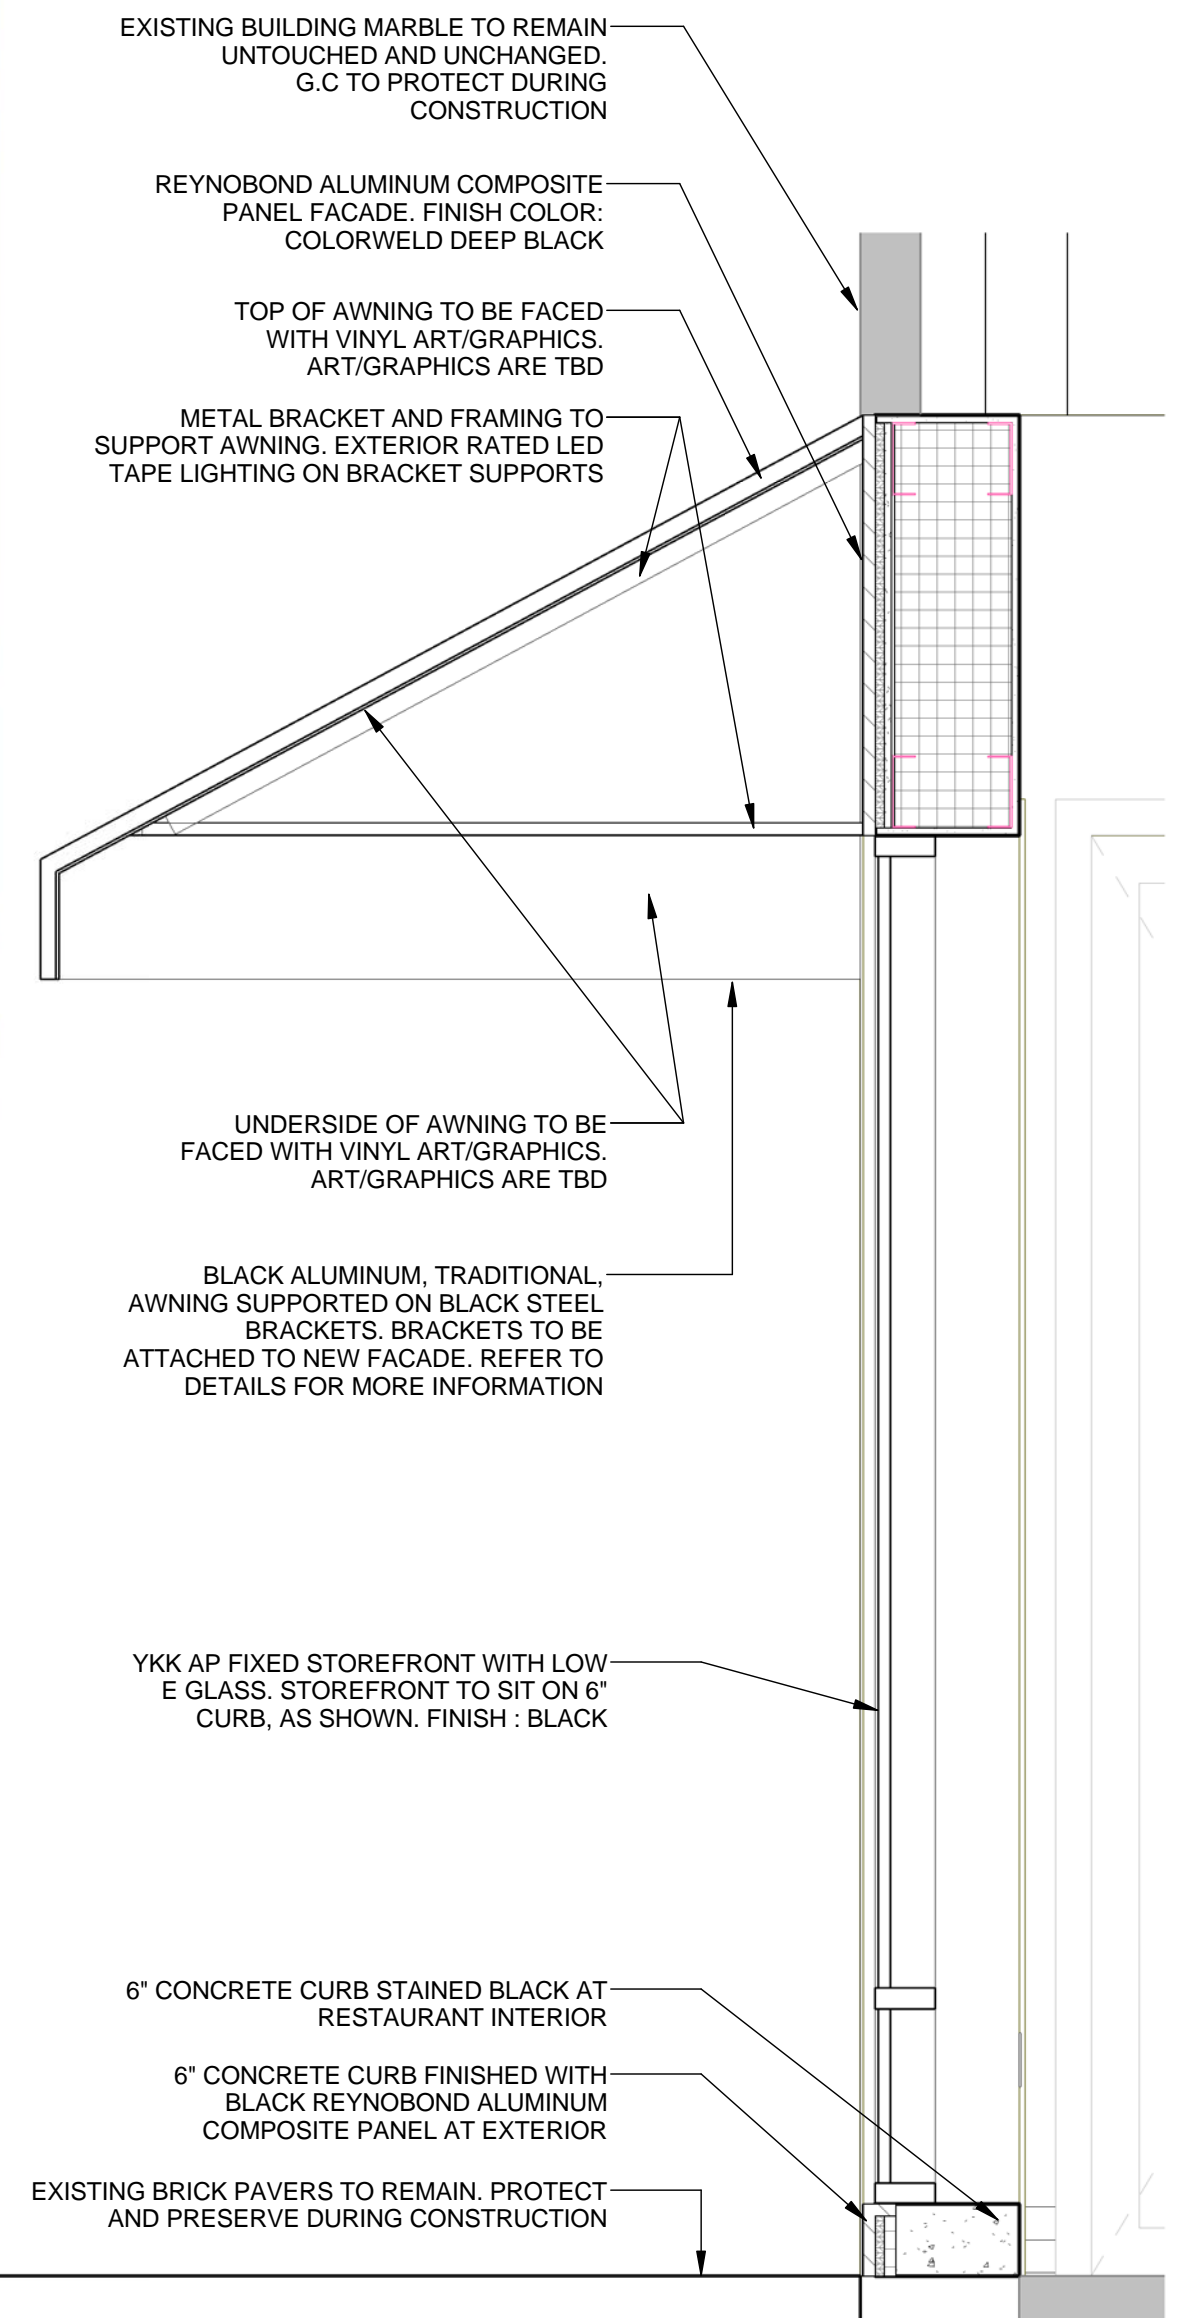 EXISTING BUILDING MARBLE TO REMAIN
UNTOUCHED AND UNCHANGED.
G.C TO PROTECT DURING
CONSTRUCTION
REYNOBOND ALUMINUM COMPOSITE
PANEL FACADE. FINISH COLOR:
COLORWELD DEEP BLACK
TOP OF AWNING TO BE FACED
WITH VINYL ART/GRAPHICS.
ART/GRAPHICS ARE TBD
METAL BRACKET AND FRAMING TO
SUPPORT AWNING. EXTERIOR RATED LED
TAPE LIGHTING ON BRACKET SUPPORTS
UNDERSIDE OF AWNING TO BE
FACED WITH VINYL ART/GRAPHICS.
ART/GRAPHICS ARE TBD
BLACK ALUMINUM, TRADITIONAL,
AWNING SUPPORTED ON BLACK STEEL
BRACKETS. BRACKETS TO BE
ATTACHED TO NEW FACADE. REFER TO
DETAILS FOR MORE INFORMATION
YKK AP FIXED STOREFRONT WITH LOW
E GLASS. STOREFRONT TO SIT ON 6"
CURB, AS SHOWN. FINISH : BLACK
6" CONCRETE CURB STAINED BLACK AT
RESTAURANT INTERIOR
6" CONCRETE CURB FINISHED WITH
BLACK REYNOBOND ALUMINUM
COMPOSITE PANEL AT EXTERIOR
EXISTING BRICK PAVERS TO REMAIN. PROTECT
AND PRESERVE DURING CONSTRUCTION